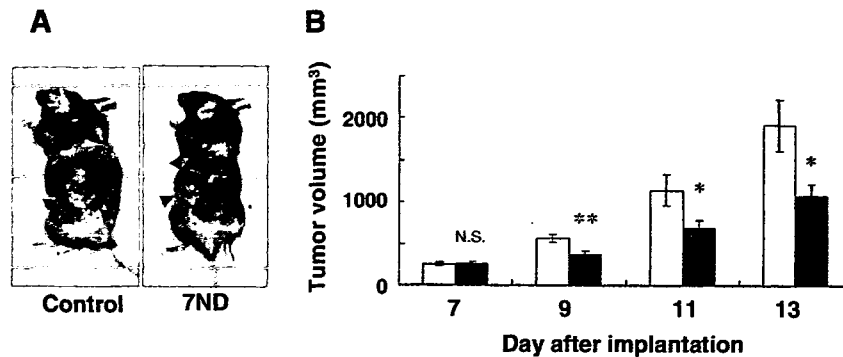 A
B
Control
7ND
Tumor volume (mm³)
2000
1000
0
N.S.
**
*
*
7
9
11
13
Day after implantation